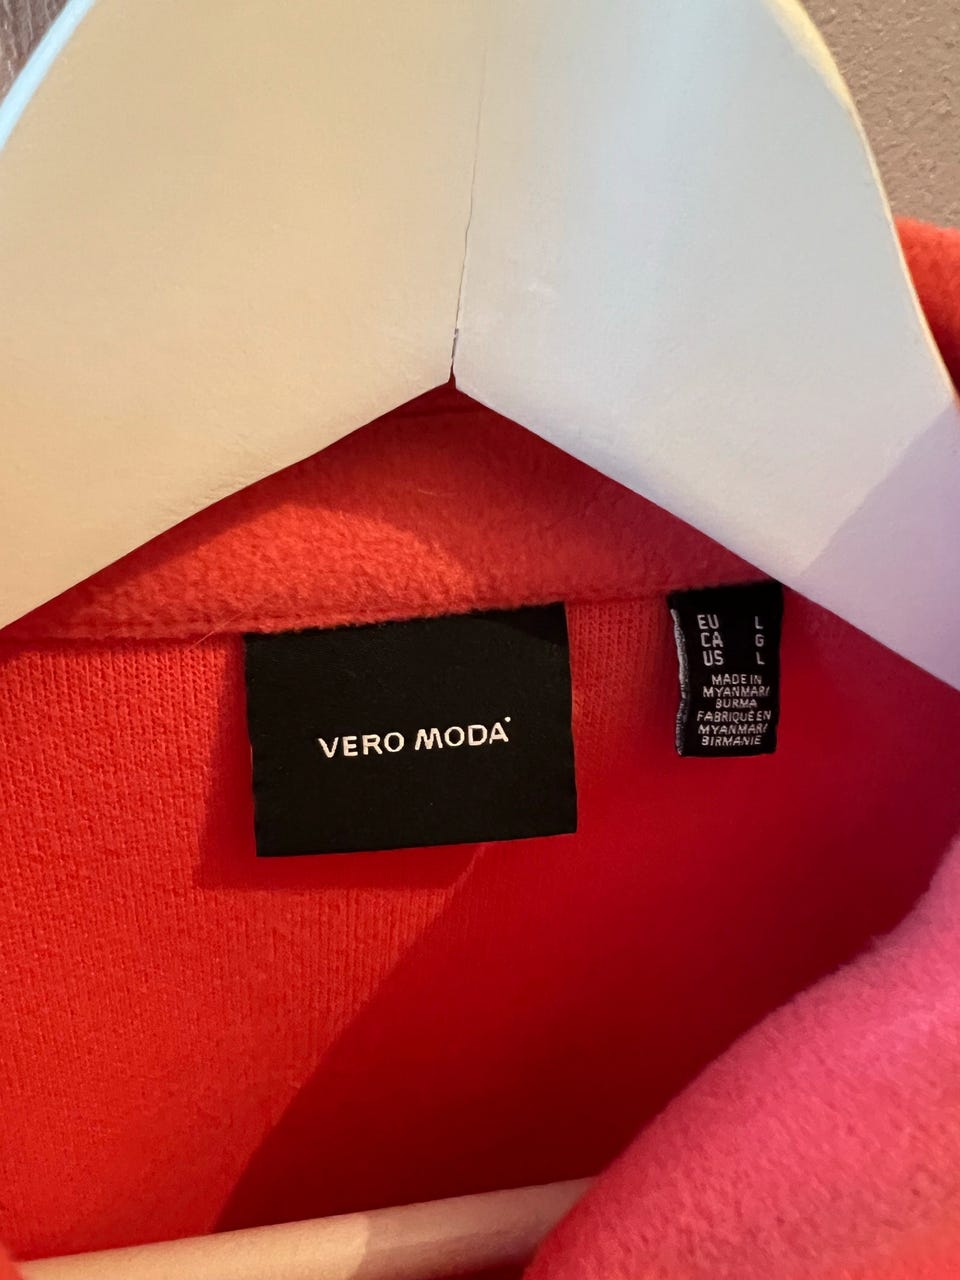 VERO MODA
EU L
CA G
US L
MADE IN
MYANMAR/
BURMA
FABRIQUÉ EN
MYANMAR/
BIRMANIE